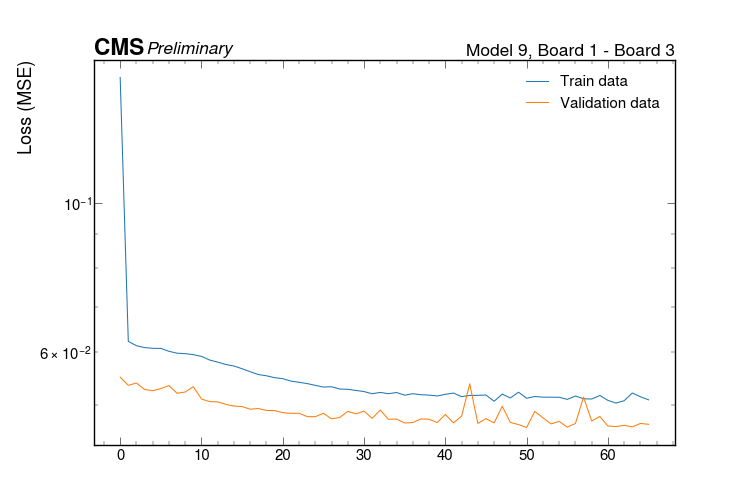 CMS Preliminary Model 9, Board 1 - Board 3
Loss (MSE)
Train data
Validation data
10⁻¹
6 × 10⁻²
0 10 20 30 40 50 60